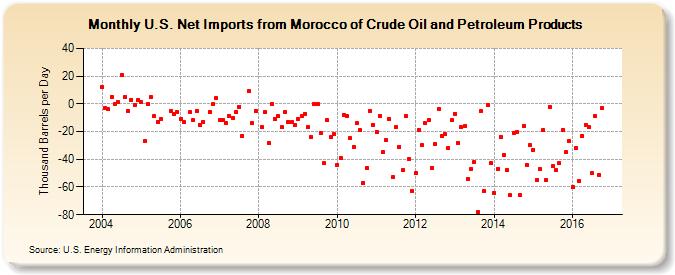 Monthly U.S. Net Imports from Morocco of Crude Oil and Petroleum Products
Thousand Barrels per Day
40
20
0
-20
-40
-60
-80
2004 2006 2008 2010 2012 2014 2016
Source: U.S. Energy Information Administration